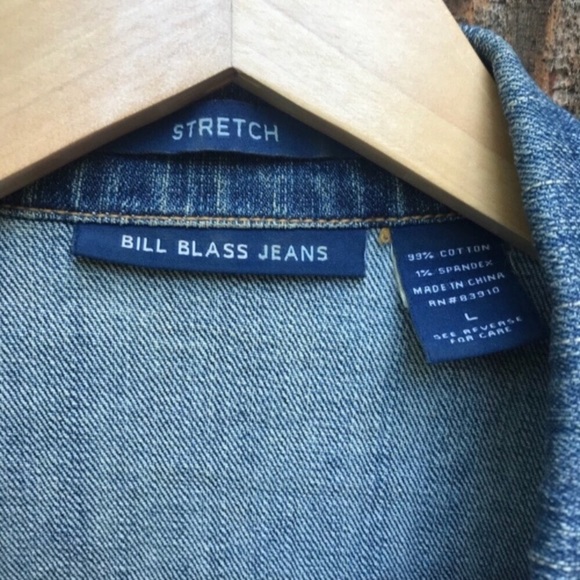 STRETCH
BILL BLASS JEANS
99% COTTON
1% SPANDEX
MADE IN CHINA
RN#83910
L
SEE REVERSE
FOR CARE